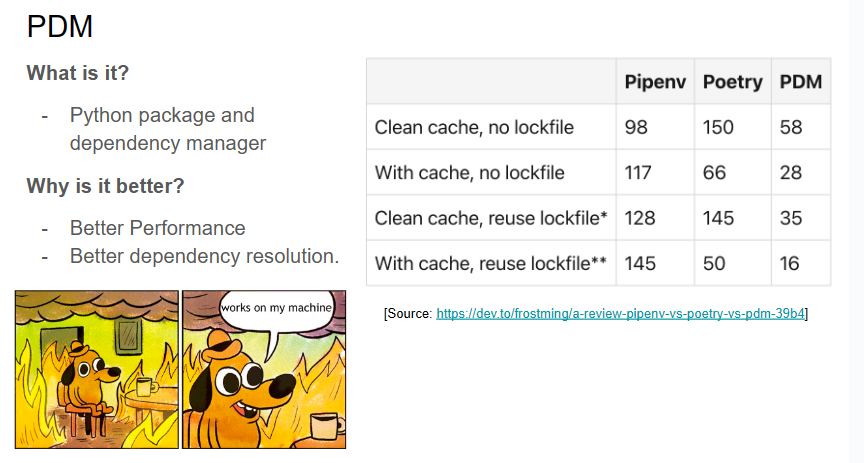 PDM
What is it?
- Python package and
dependency manager
Why is it better?
- Better Performance
- Better dependency resolution.
Pipenv Poetry PDM
Clean cache, no lockfile 98 150 58
With cache, no lockfile 117 66 28
Clean cache, reuse lockfile* 128 145 35
With cache, reuse lockfile** 145 50 16
[Source: https://dev.to/frostming/a-review-pipenv-vs-poetry-vs-pdm-39b4]
works on my machine